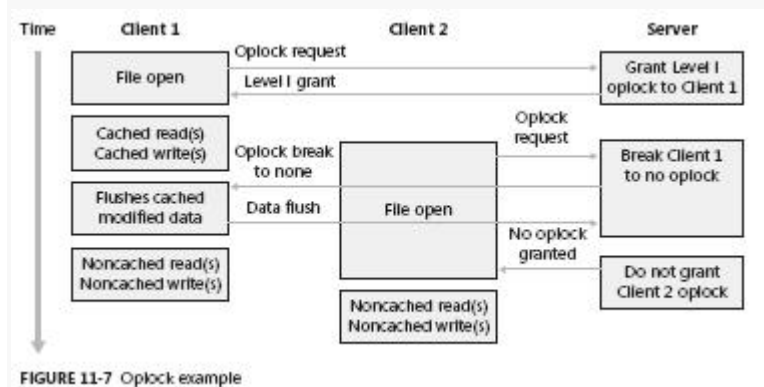 Time
Client 1
Client 2
Server
Oplock request
File open
Level I grant
Grant Level I
oplock to Client 1
Cached read(s)
Cached write(s)
Oplock
request
Oplock break
to none
Break Client 1
to no oplock
Flushes cached
modified data
Data flush
File open
No oplock
granted
Noncached read(s)
Noncached write(s)
Do not grant
Client 2 oplock
Noncached read(s)
Noncached write(s)
FIGURE 11-7 Oplock example